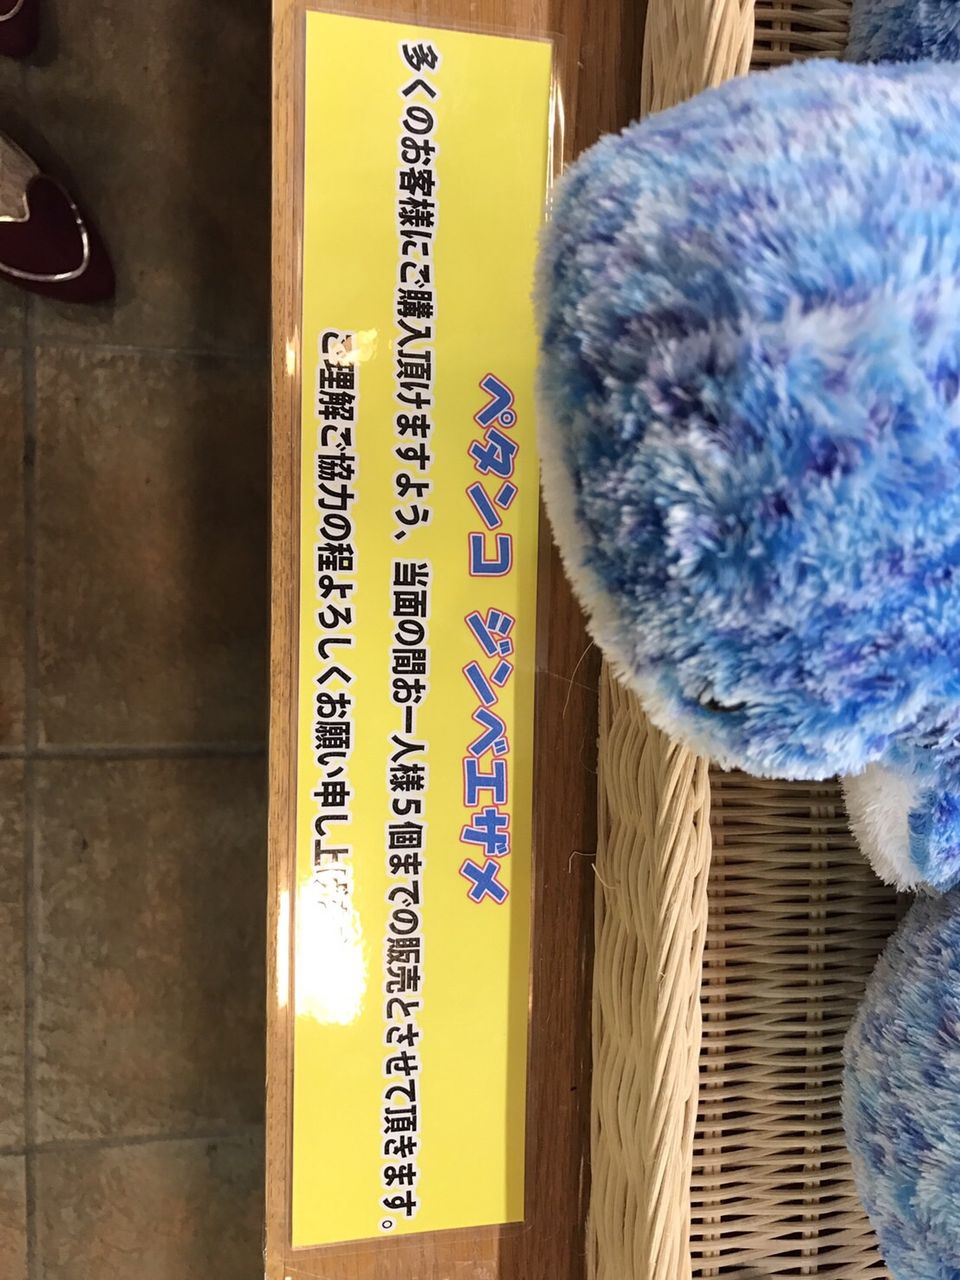 ペタンコ ジンベエザメ
多くのお客様にご購入頂けますよう、当面の間お一人様5個までの販売とさせて頂きます。
ご理解ご協力の程よろしくお願い申し上げ